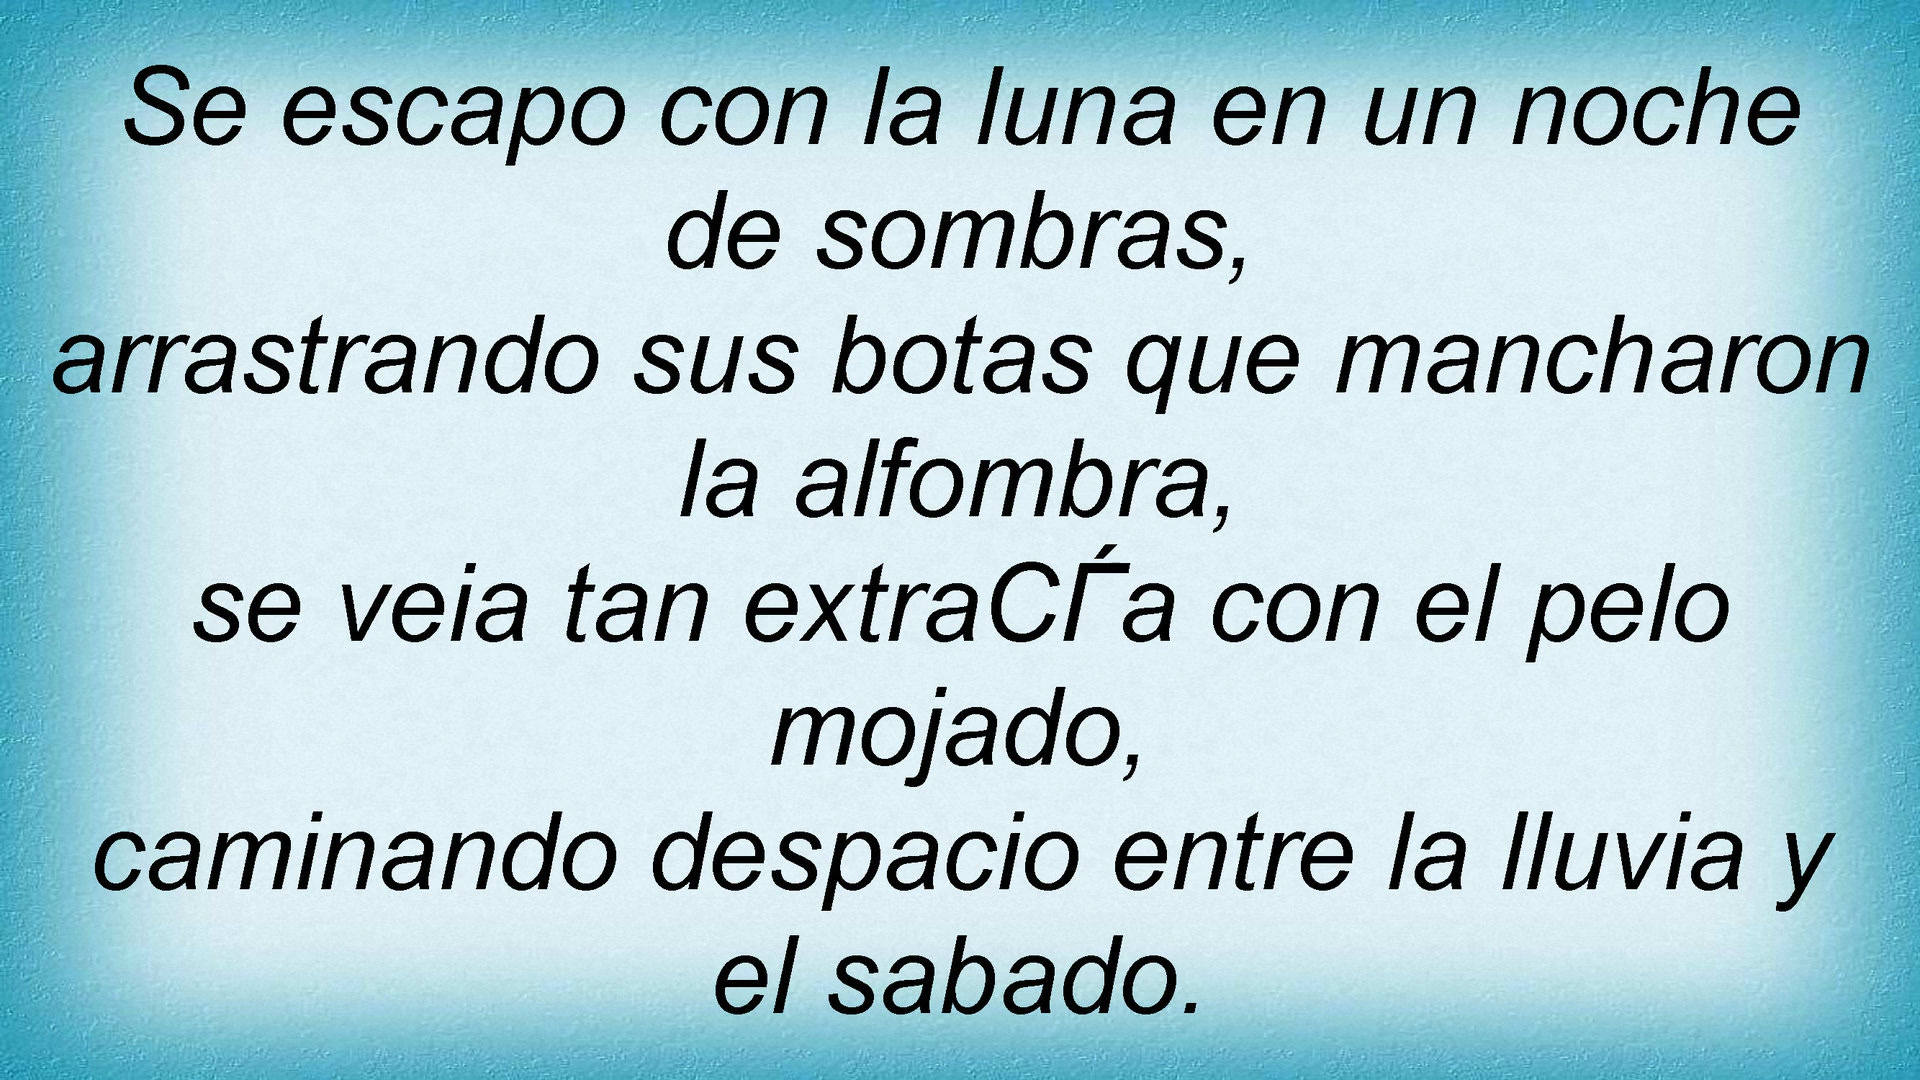 Se escapo con la luna en un noche
de sombras,
arrastrando sus botas que mancharon
la alfombra,
se veia tan extraCЃa con el pelo
mojado,
caminando despacio entre la lluvia y
el sabado.